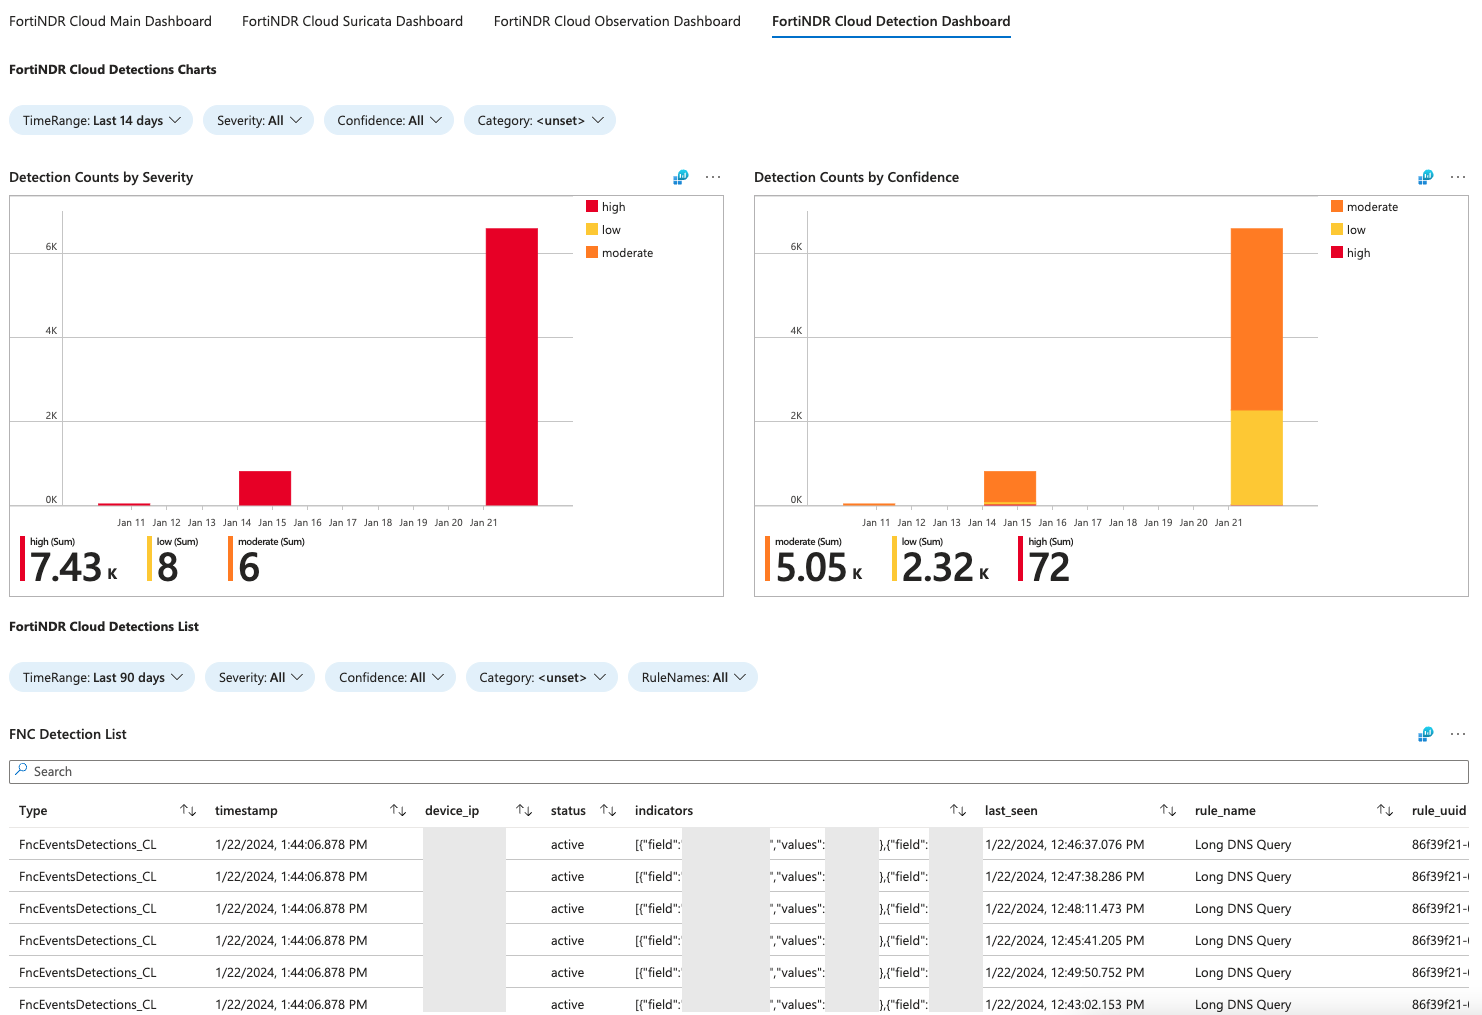 FortiNDR Cloud Main Dashboard FortiNDR Cloud Suricata Dashboard FortiNDR Cloud Observation Dashboard FortiNDR Cloud Detection Dashboard
FortiNDR Cloud Detections Charts
TimeRange: Last 14 days Severity: All Confidence: All Category: <unset>
Detection Counts by Severity
high
low
moderate
6K
4K
2K
0K
Jan 11 Jan 12 Jan 13 Jan 14 Jan 15 Jan 16 Jan 17 Jan 18 Jan 19 Jan 20 Jan 21
high (Sum) low (Sum) moderate (Sum)
7.43 K 8 6
Detection Counts by Confidence
moderate
low
high
6K
4K
2K
0K
Jan 11 Jan 12 Jan 13 Jan 14 Jan 15 Jan 16 Jan 17 Jan 18 Jan 19 Jan 20 Jan 21
moderate (Sum) low (Sum) high (Sum)
5.05 K 2.32 K 72
FortiNDR Cloud Detections List
TimeRange: Last 90 days Severity: All Confidence: All Category: <unset> RuleNames: All
FNC Detection List
Search
Type timestamp device_ip status indicators last_seen rule_name rule_uuid
FncEventsDetections_CL 1/22/2024, 1:44:06.878 PM active [{"field":" ","values": },{"field": 1/22/2024, 12:46:37.076 PM Long DNS Query 86f39f21-
FncEventsDetections_CL 1/22/2024, 1:44:06.878 PM active [{"field":" ","values": },{"field": 1/22/2024, 12:47:38.286 PM Long DNS Query 86f39f21-
FncEventsDetections_CL 1/22/2024, 1:44:06.878 PM active [{"field":" ","values": },{"field": 1/22/2024, 12:48:11.473 PM Long DNS Query 86f39f21-
FncEventsDetections_CL 1/22/2024, 1:44:06.878 PM active [{"field":" ","values": },{"field": 1/22/2024, 12:45:41.205 PM Long DNS Query 86f39f21-
FncEventsDetections_CL 1/22/2024, 1:44:06.878 PM active [{"field":" ","values": },{"field": 1/22/2024, 12:49:50.752 PM Long DNS Query 86f39f21-
FncEventsDetections_CL 1/22/2024, 1:44:06.878 PM active [{"field":" ","values": },{"field": 1/22/2024, 12:43:02.153 PM Long DNS Query 86f39f21-